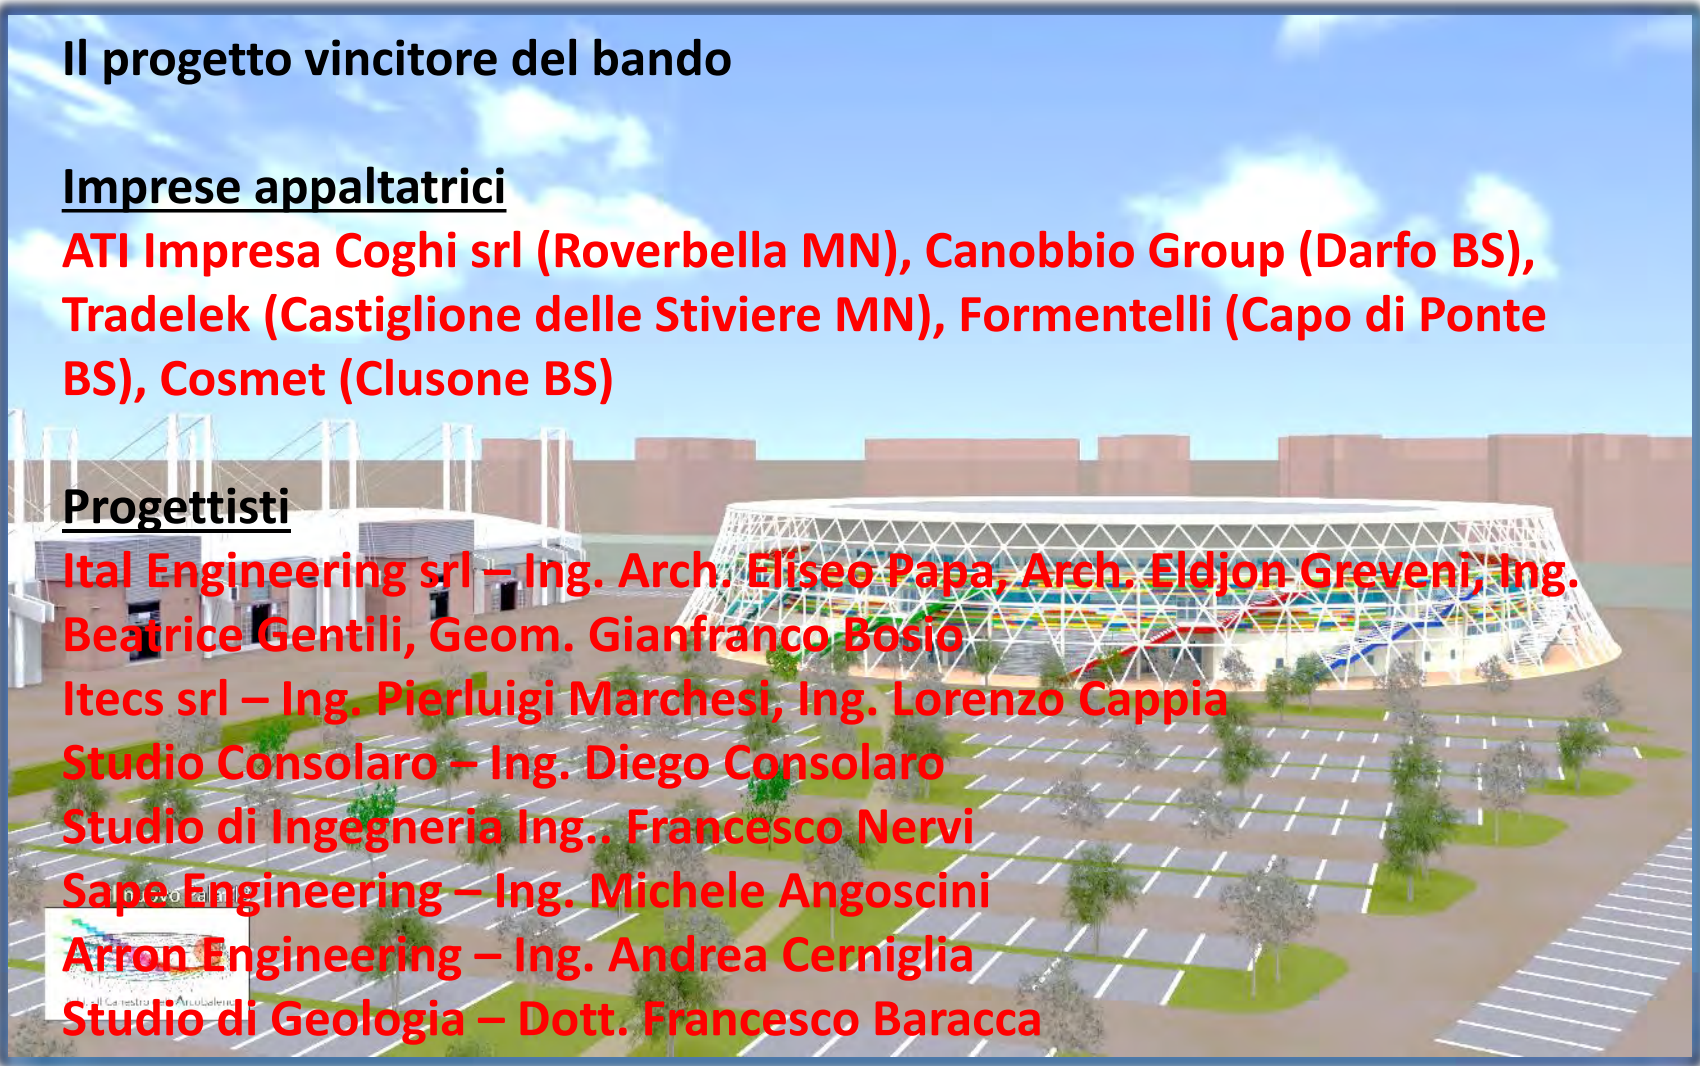 Il progetto vincitore del bando
Imprese appaltatrici
ATI Impresa Coghi srl (Roverbella MN), Canobbio Group (Darfo BS),
Tradelek (Castiglione delle Stiviere MN), Formentelli (Capo di Ponte
BS), Cosmet (Clusone BS)
Progettisti
Ital Engineering srl – Ing. Arch. Eliseo Papa, Arch. Eldjon Greveni, Ing.
Beatrice Gentili, Geom. Gianfranco Bosio
Itecs srl – Ing. Pierluigi Marchesi, Ing. Lorenzo Cappia
Studio Consolaro – Ing. Diego Consolaro
Studio di Ingegneria Ing.. Francesco Nervi
Sape Engineering – Ing. Michele Angoscini
Arron Engineering – Ing. Andrea Cerniglia
Il Canestro ArcoBaleno
Studio di Geologia – Dott. Francesco Baracca